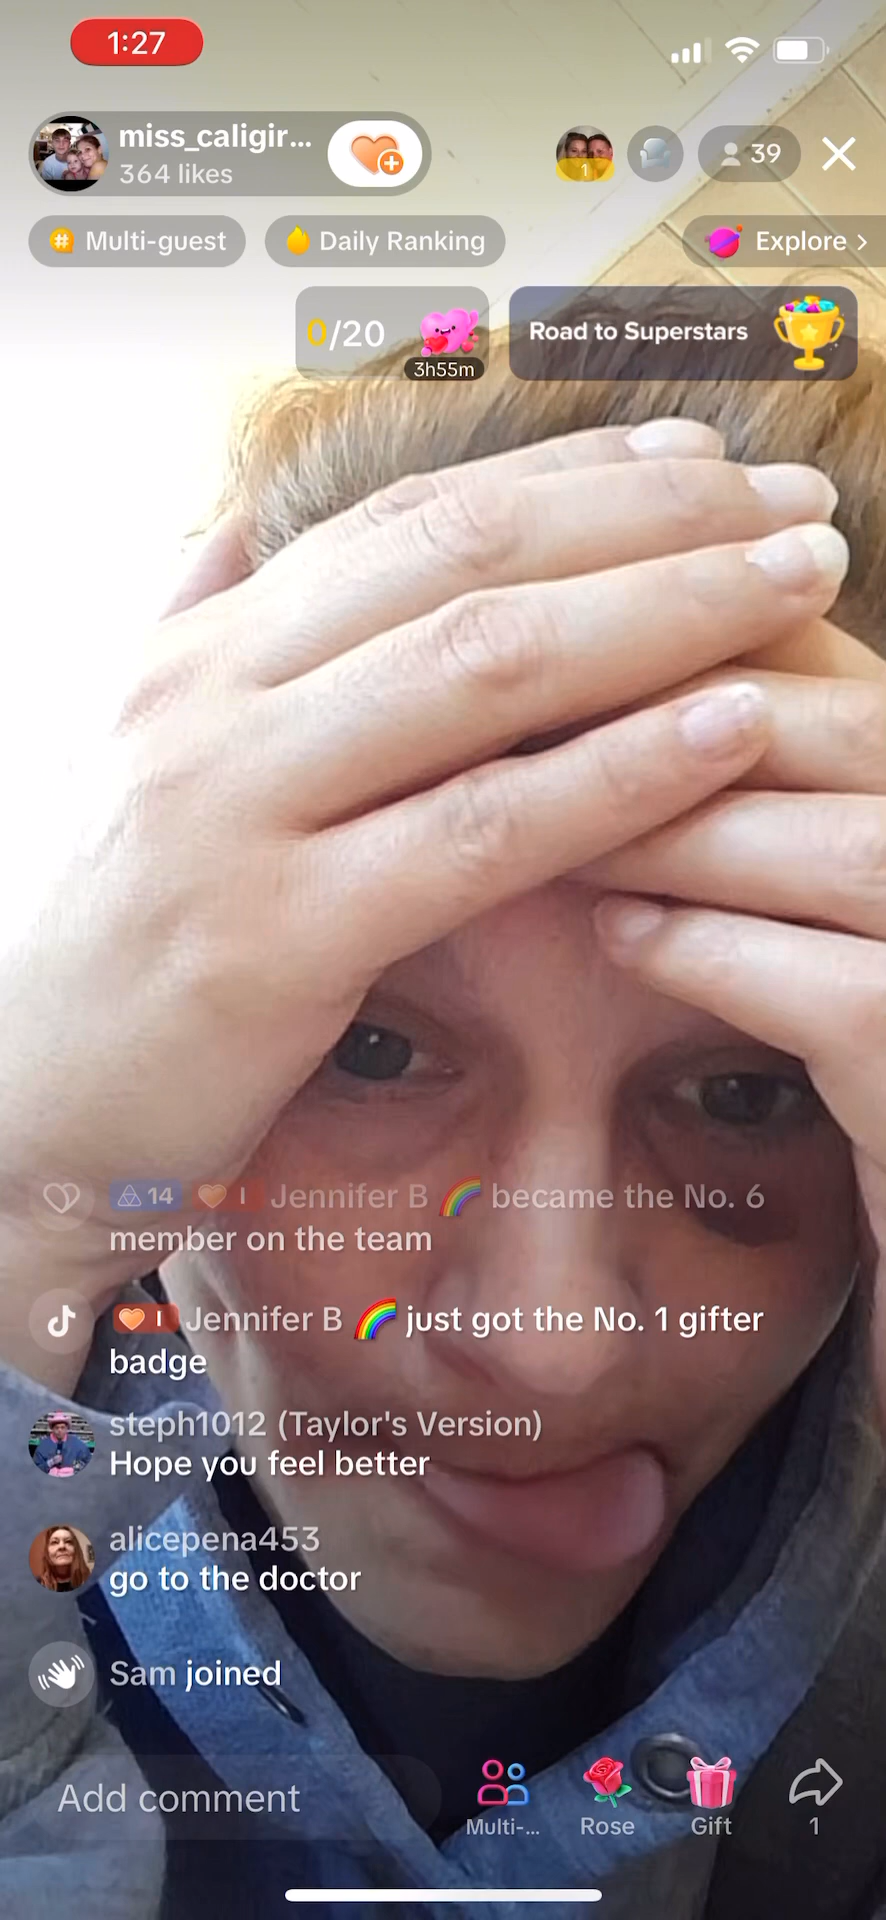 1:27
miss_caligir...
364 likes
1
39
Multi-guest
Daily Ranking
Explore >
0/20
3h55m
Road to Superstars
14 I Jennifer B 🌈 became the No. 6
member on the team
I Jennifer B 🌈 just got the No. 1 gifter
badge
steph1012 (Taylor's Version)
Hope you feel better
alicepena453
go to the doctor
Sam joined
Add comment
Multi-...
Rose
Gift
1